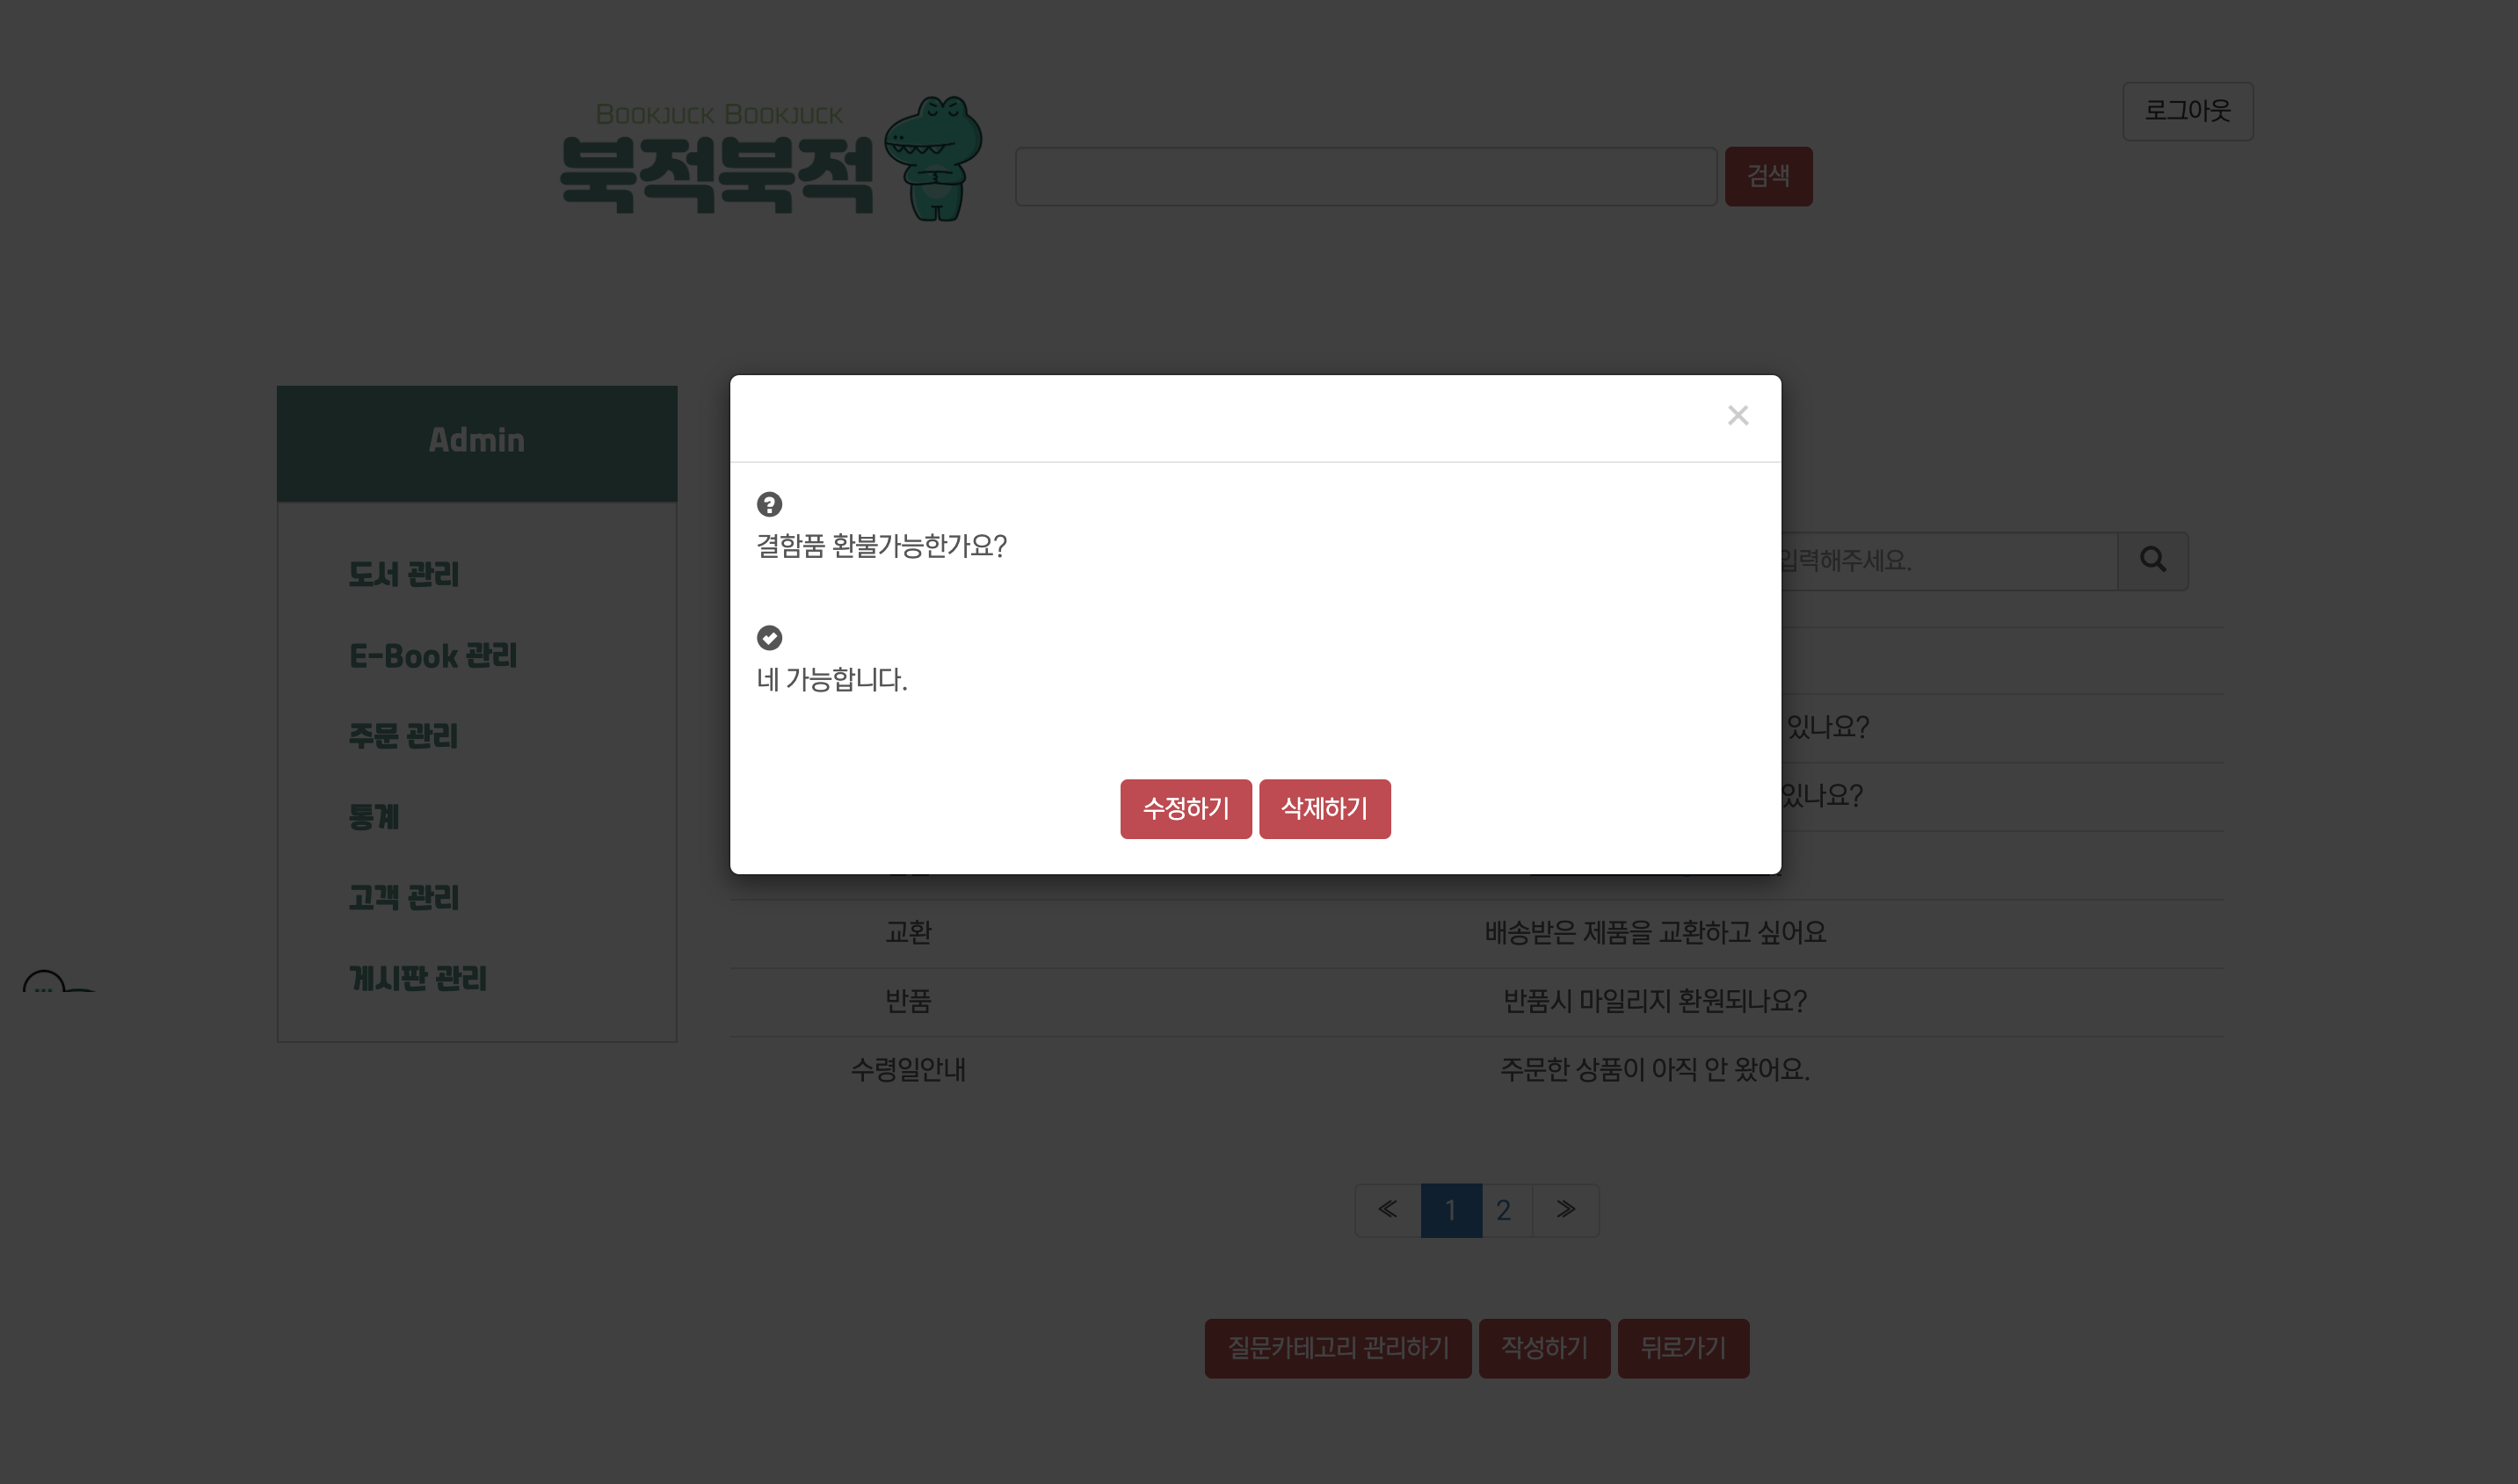 BOOKJUCK BOOKJUCK
북적북적
검색
로그아웃
Admin
도서 관리
E-Book 관리
주문 관리
통계
고객 관리
게시판 관리
×
결함품 환불가능한가요?
네 가능합니다.
수정하기 삭제하기
입력해주세요.
있나요?
있나요?
교환 배송받은 제품을 교환하고 싶어요
반품 반품시 마일리지 환원되나요?
수령일안내 주문한 상품이 아직 안 왔어요.
≪ 1 2 ≫
질문카테고리 관리하기 작성하기 뒤로가기